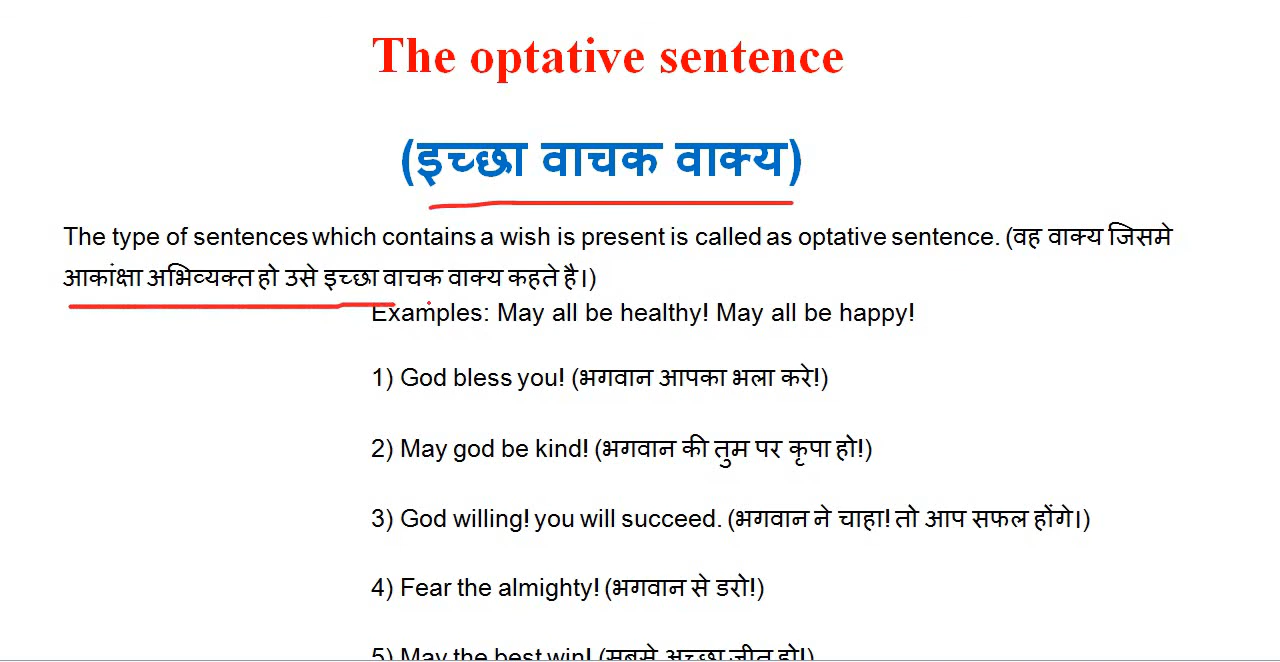 The optative sentence
(इच्छा वाचक वाक्य)
The type of sentences which contains a wish is present is called as optative sentence. (वह वाक्य जिसमे
आकांक्षा अभिव्यक्त हो उसे इच्छा वाचक वाक्य कहते है।)
Examples: May all be healthy! May all be happy!
1) God bless you! (भगवान आपका भला करे!)
2) May god be kind! (भगवान की तुम पर कृपा हो!)
3) God willing! you will succeed. (भगवान ने चाहा! तो आप सफल होंगे।)
4) Fear the almighty! (भगवान से डरो!)
5) May the best win! (सबसे अच्छा जीत हो!)